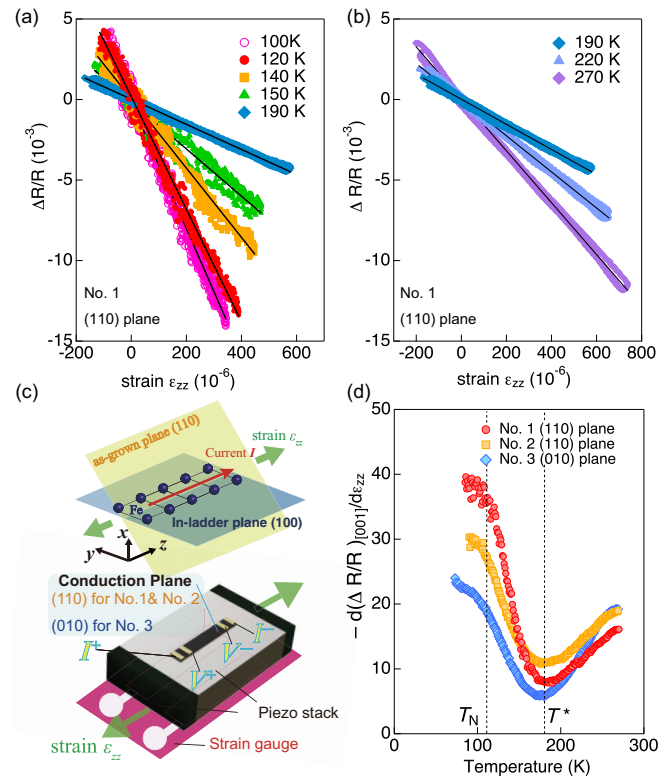 (a)
5
0
-5
-10
-15
ΔR/R (10⁻³)
100K
120 K
140 K
150 K
190 K
No. 1
(110) plane
-200
0
200
400
600
strain εzz (10⁻⁶)
(b)
5
0
-5
-10
-15
ΔR/R (10⁻³)
190 K
220 K
270 K
No. 1
(110) plane
-200
0
200
400
600
800
strain εzz (10⁻⁶)
(c)
as-grown plane (110)
strain εzz
Current I
Fe
In-ladder plane (100)
x
y
z
Conduction Plane
(110) for No.1& No. 2
(010) for No. 3
I⁺
I⁻
V⁻
V⁺
Piezo stack
strain εzz
Strain gauge
(d)
50
40
30
20
10
0
− d(ΔR/R)[001]/dεzz
No. 1 (110) plane
No. 2 (110) plane
No. 3 (010) plane
TN
T*
0
100
200
300
Temperature (K)